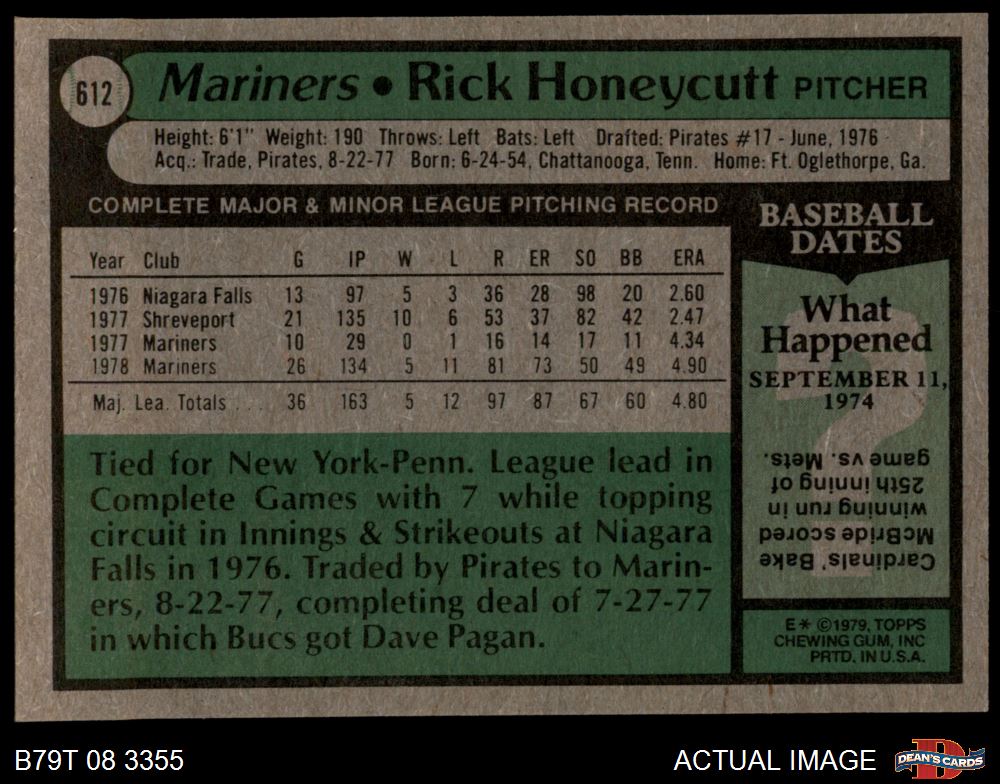 612
Mariners • Rick Honeycutt PITCHER
Height: 6'1" Weight: 190 Throws: Left Bats: Left Drafted: Pirates #17 - June, 1976
Acq.: Trade, Pirates, 8-22-77 Born: 6-24-54, Chattanooga, Tenn. Home: Ft. Oglethorpe, Ga.
COMPLETE MAJOR & MINOR LEAGUE PITCHING RECORD
Year Club G IP W L R ER SO BB ERA
1976 Niagara Falls 13 97 5 3 36 28 98 20 2.60
1977 Shreveport 21 135 10 6 53 37 82 42 2.47
1977 Mariners 10 29 0 1 16 14 17 11 4.34
1978 Mariners 26 134 5 11 81 73 50 49 4.90
Maj. Lea. Totals . . . 36 163 5 12 97 87 67 60 4.80
Tied for New York-Penn. League lead in
Complete Games with 7 while topping
circuit in Innings & Strikeouts at Niagara
Falls in 1976. Traded by Pirates to Marin-
ers, 8-22-77, completing deal of 7-27-77
in which Bucs got Dave Pagan.
BASEBALL
DATES
What
Happened
SEPTEMBER 11,
1974
?
Cardinals' Bake
McBride scored
winning run in
25th inning of
game vs. Mets.
E* ©1979, TOPPS
CHEWING GUM, INC
PRTD. IN U.S.A.
B79T 08 3355
ACTUAL IMAGE
D
DEAN'S CARDS